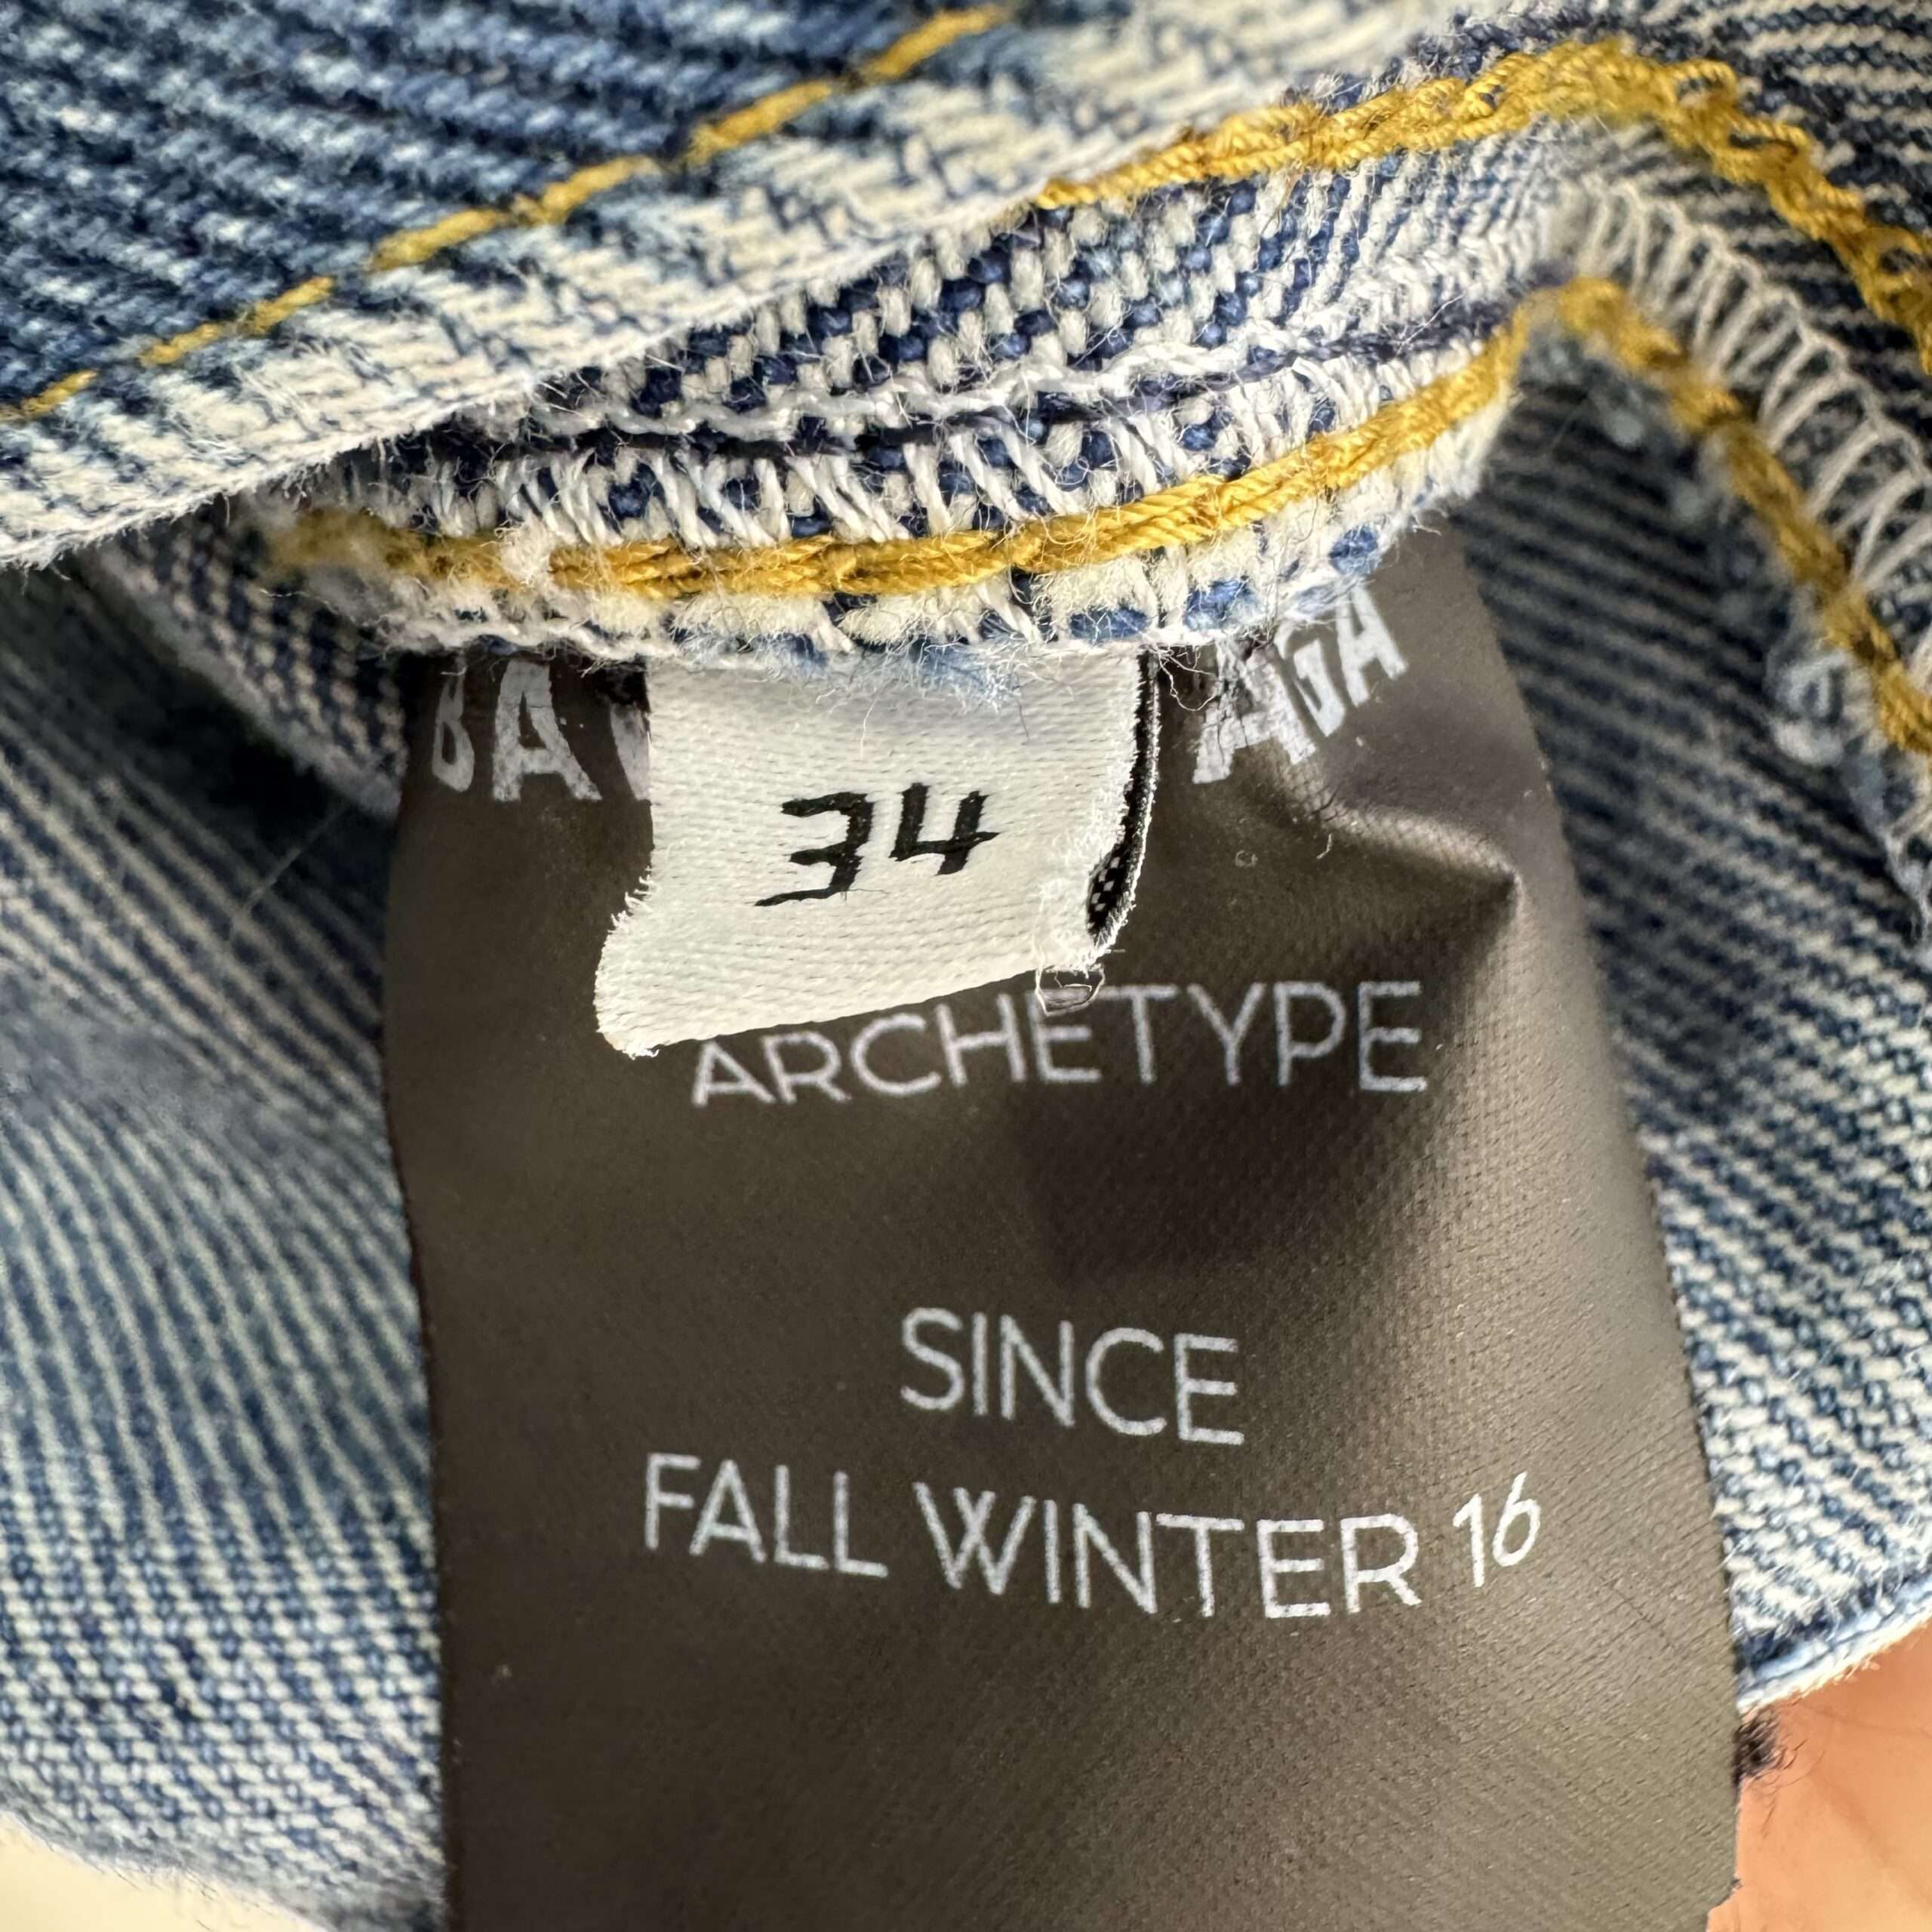 34
ARCHETYPE
SINCE
FALL WINTER 16